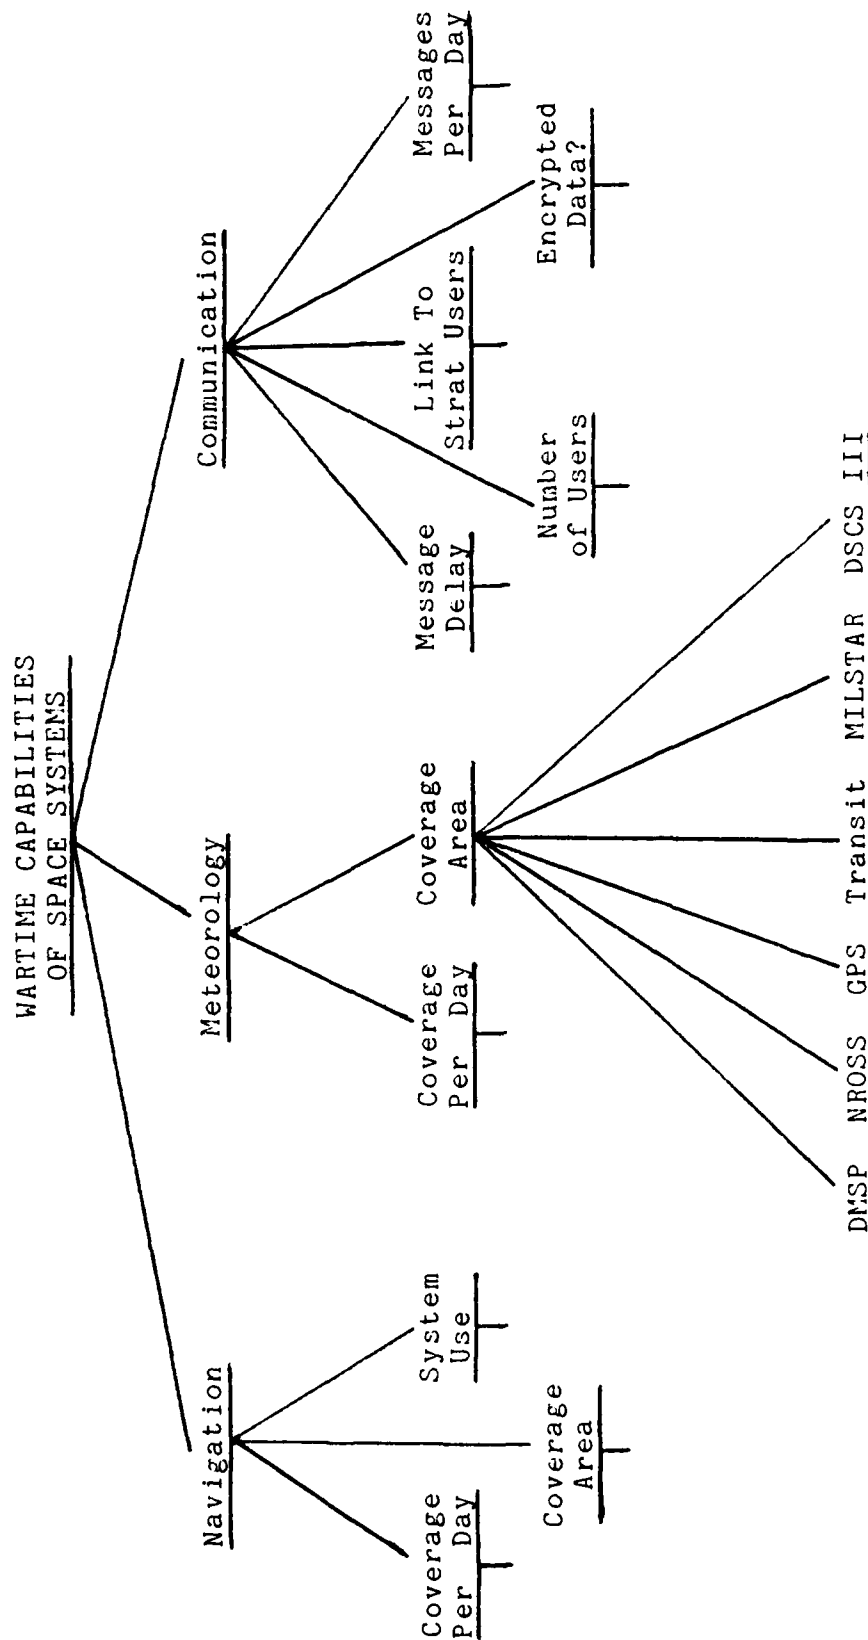 WARTIME CAPABILITIES
OF SPACE SYSTEMS
Navigation
Meteorology
Communication
Coverage
Per Day
System
Use
Coverage
Area
Coverage
Per Day
Coverage
Area
Message
Delay
Link To
Strat Users
Messages
Per Day
Number
of Users
Encrypted
Data?
DMSP NROSS GPS Transit MILSTAR DSCS III